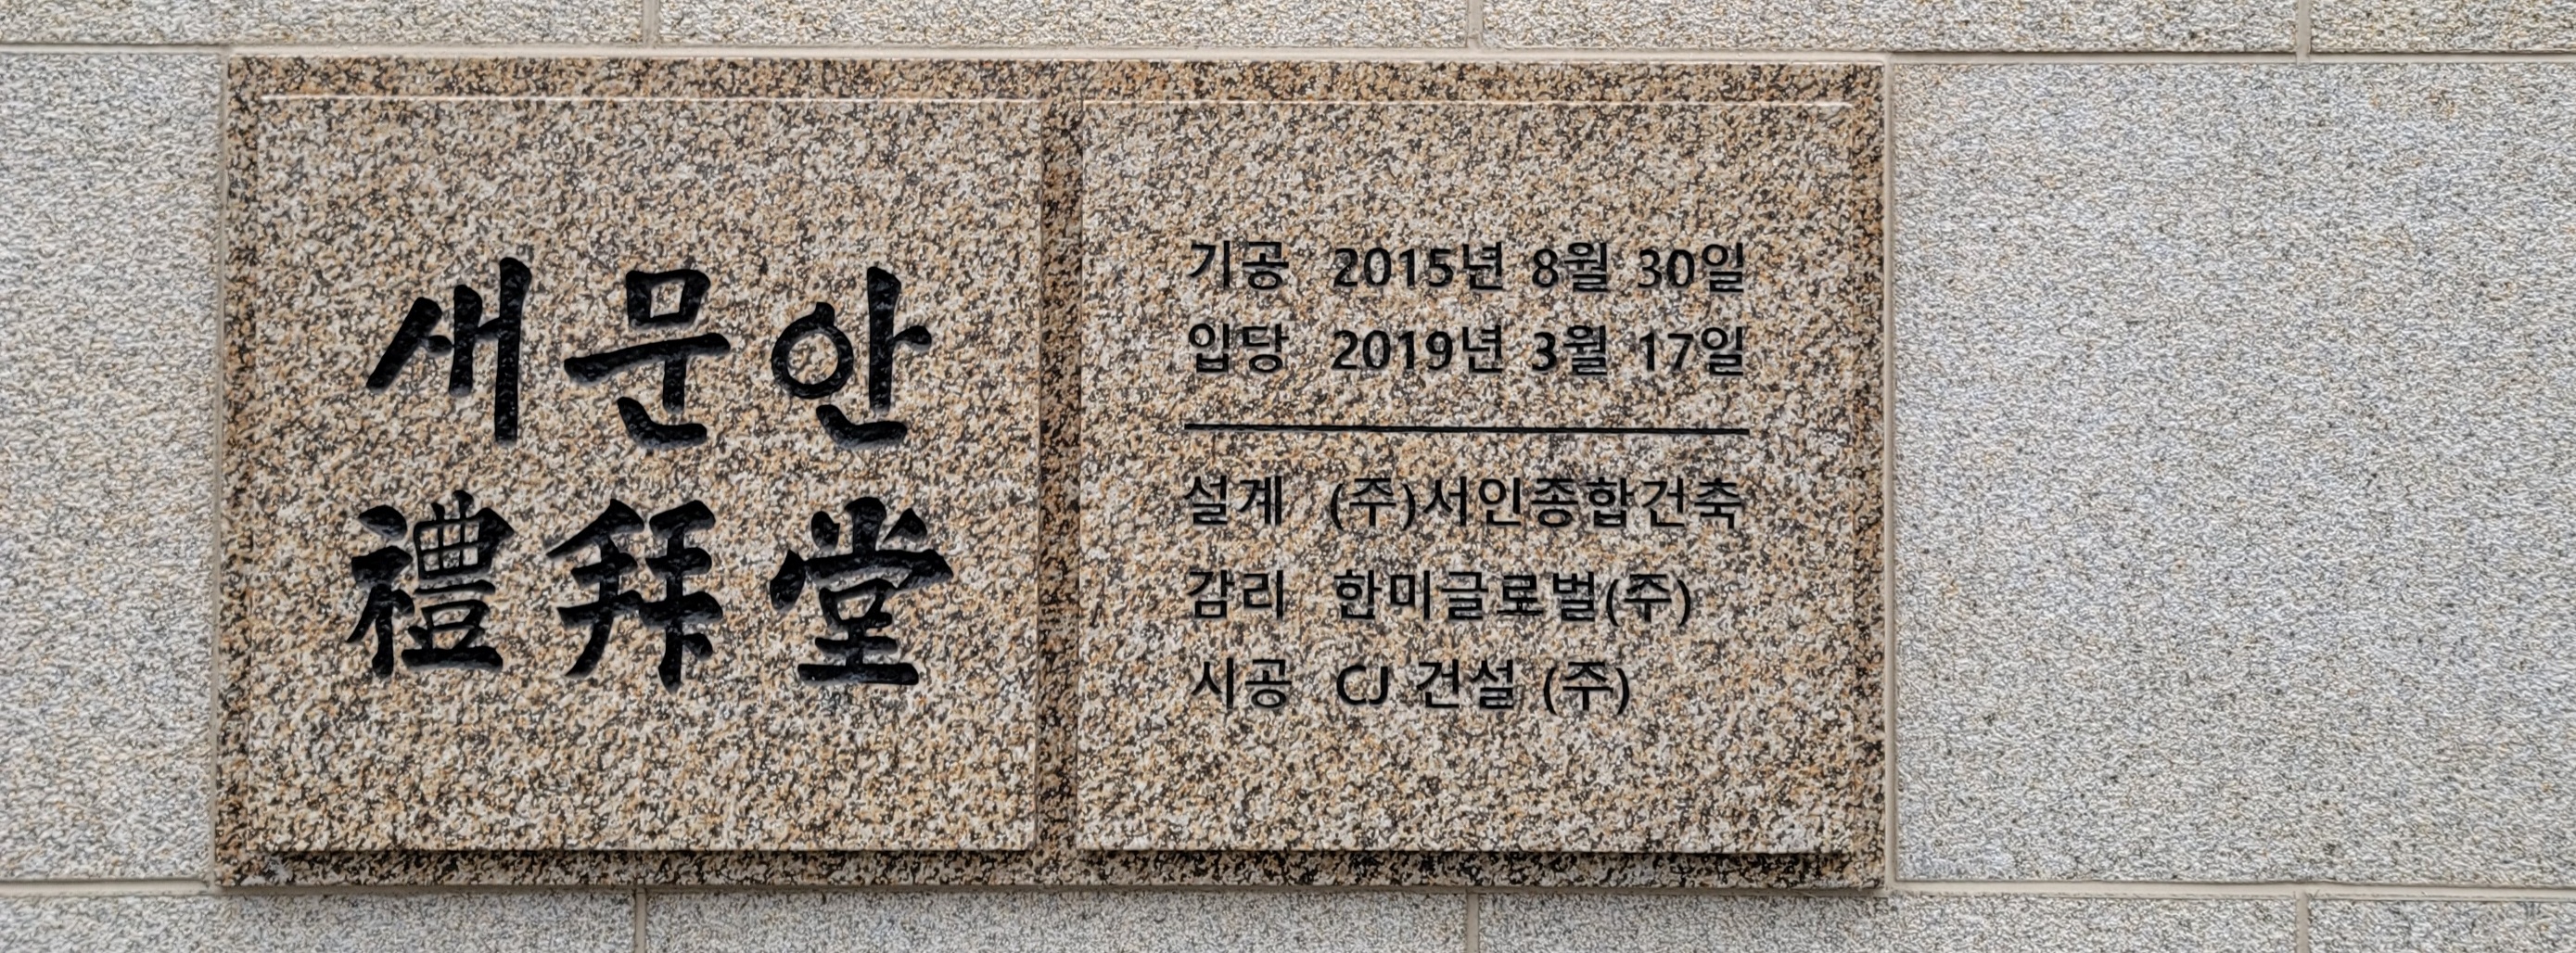 새문안
禮拜堂
기공 2015년 8월 30일
입당 2019년 3월 17일
설계 (주)서인종합건축
감리 한미글로벌(주)
시공 CJ 건설 (주)